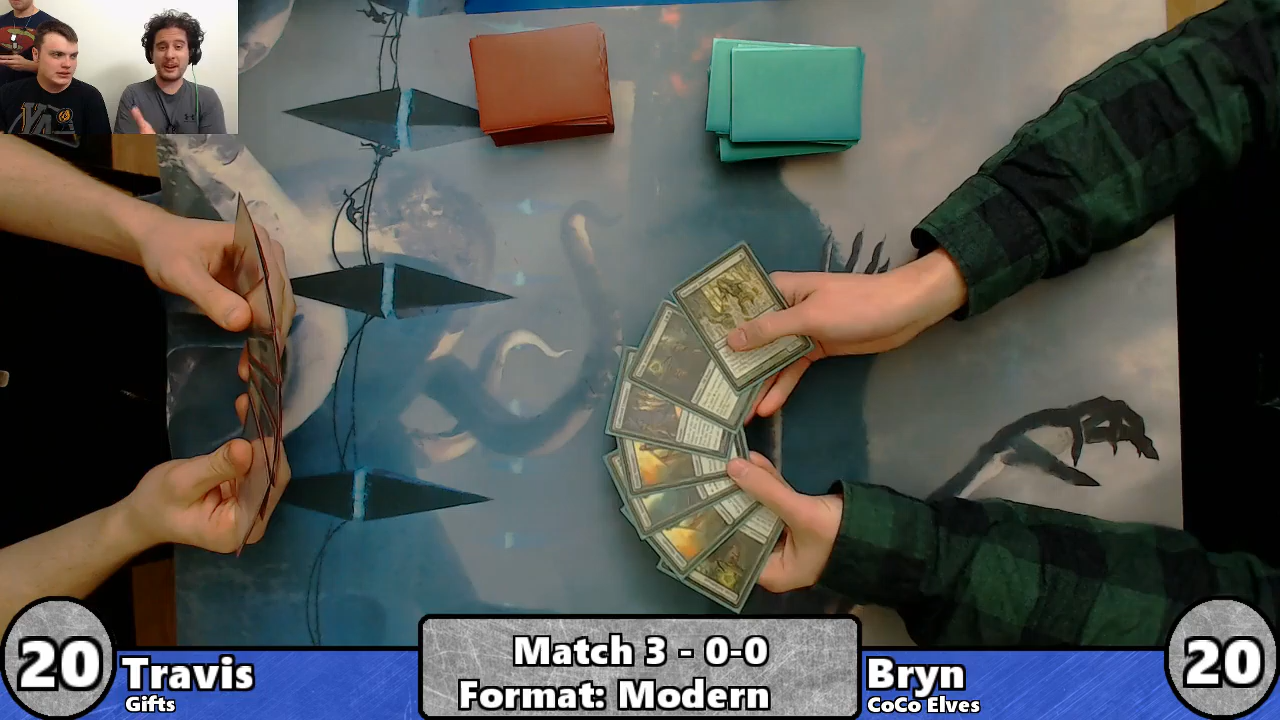 20
Travis
Gifts
Match 3 - 0-0
Format: Modern
Bryn
CoCo Elves
20